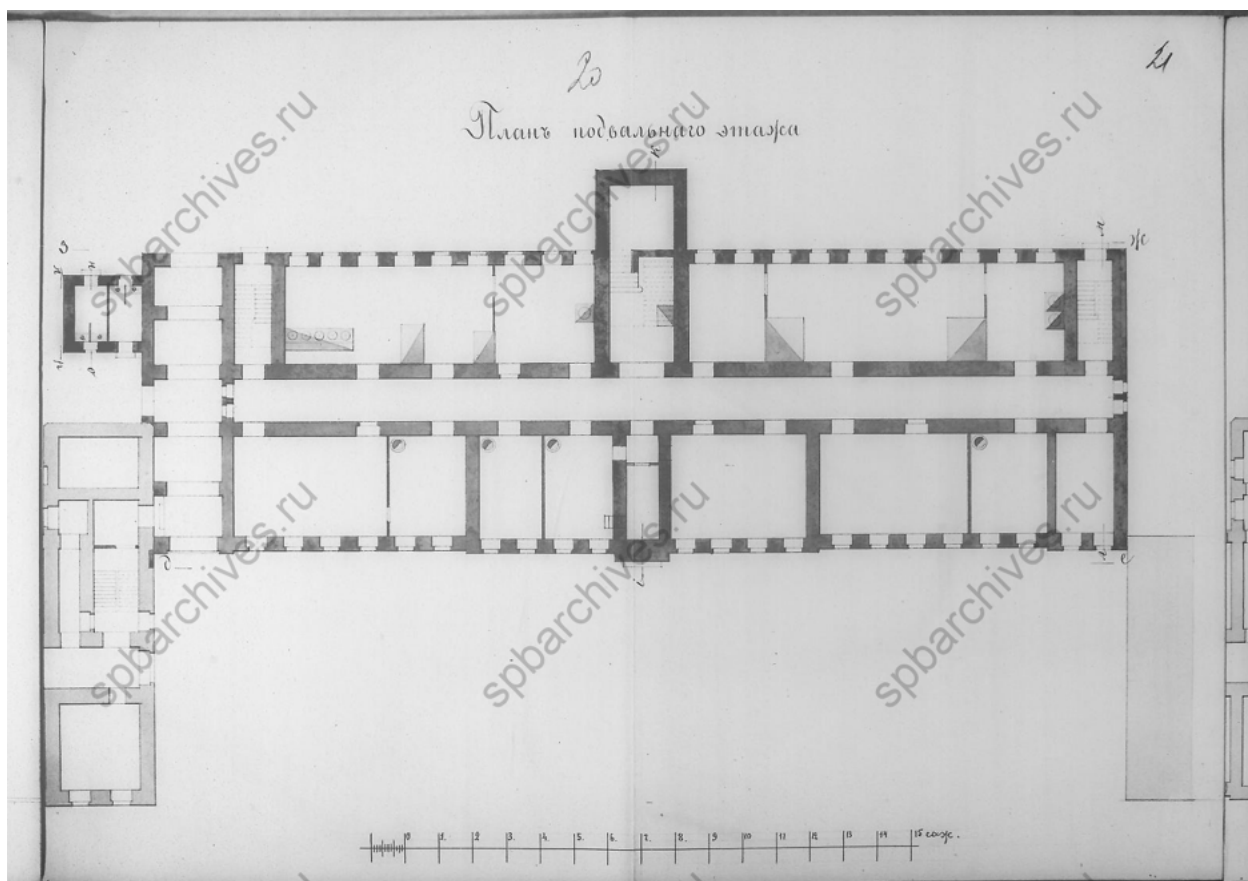 20
21
Планъ подвальнаго этажа
З
Ж
д
е
0 1. 2 3. 4. 5. 6. 7. 8. 9 10 11 12 13 14 15 саж.
spbarchives.ru
spbarchives.ru
spbarchives.ru
spbarchives.ru
spbarchives.ru
spbarchives.ru